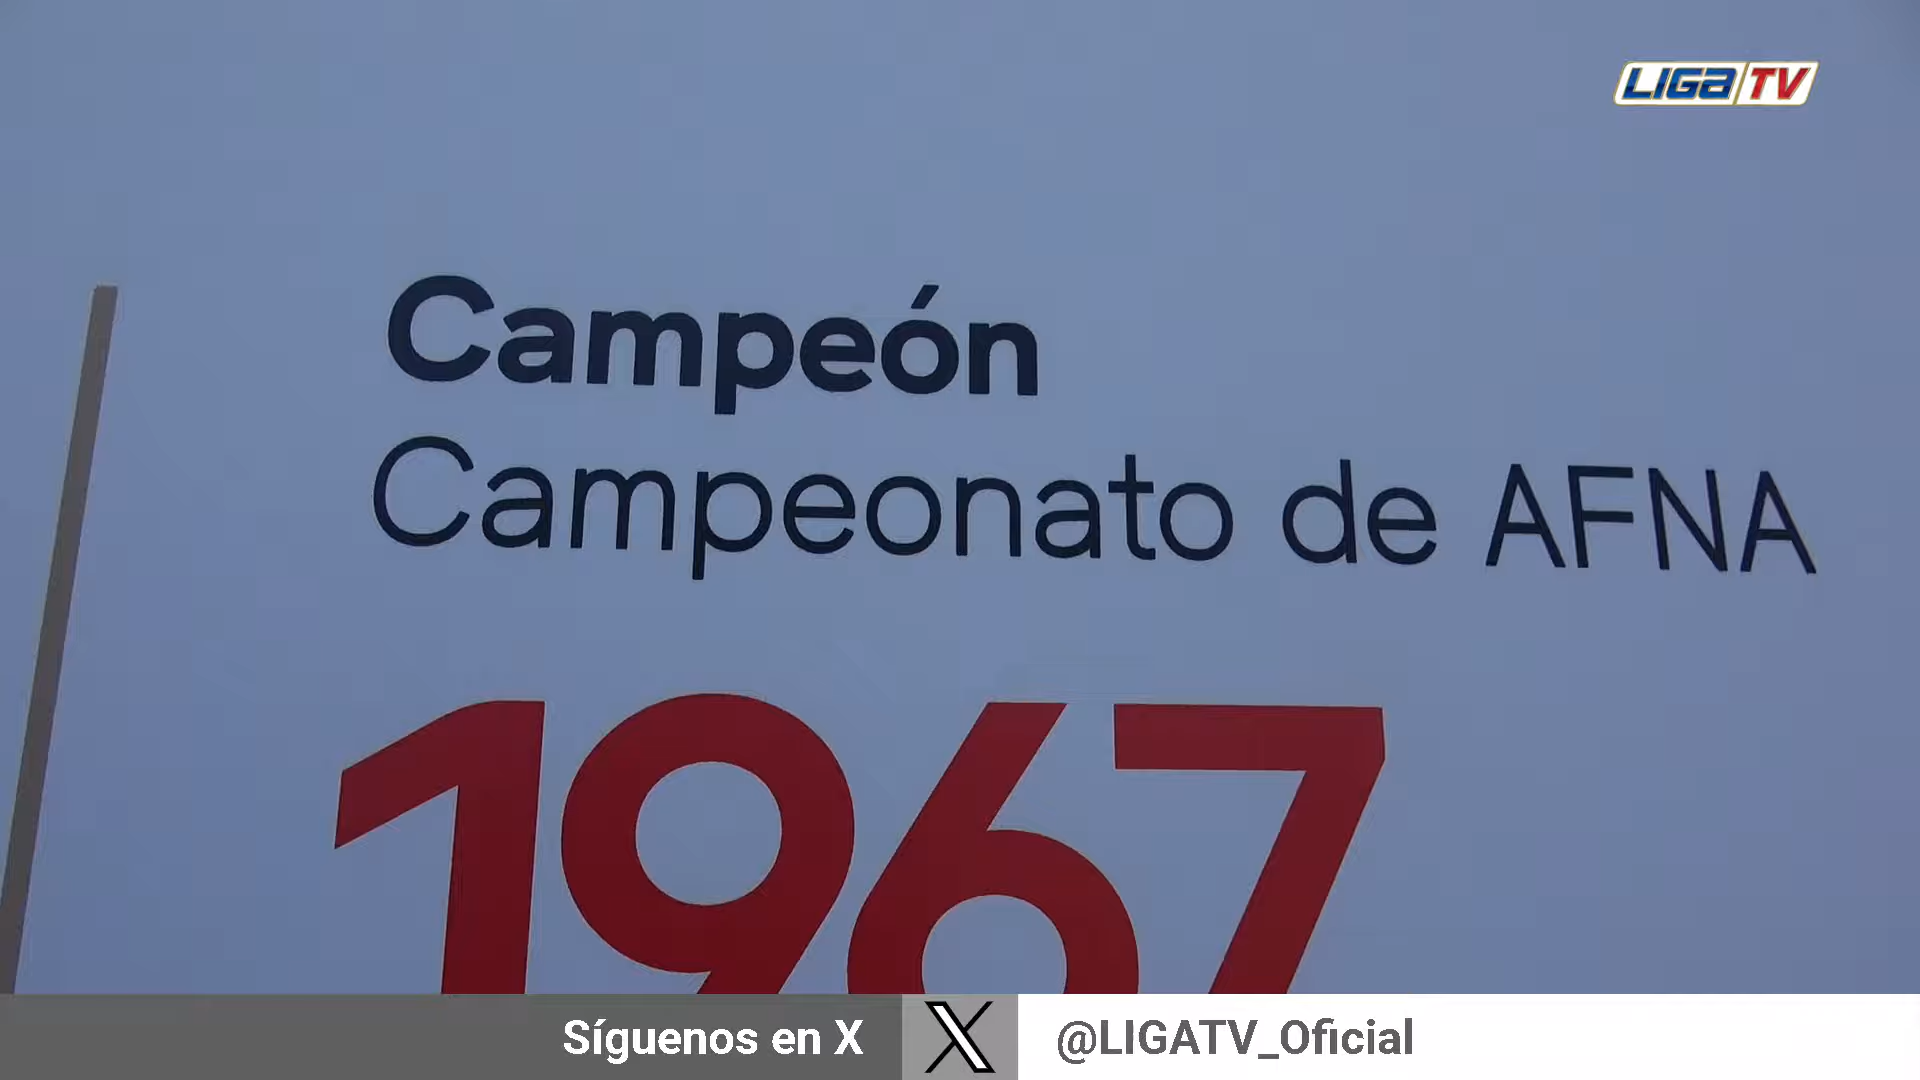 LIGa TV
Campeón
Campeonato de AFNA
1967
Síguenos en X X @LIGATV_Oficial